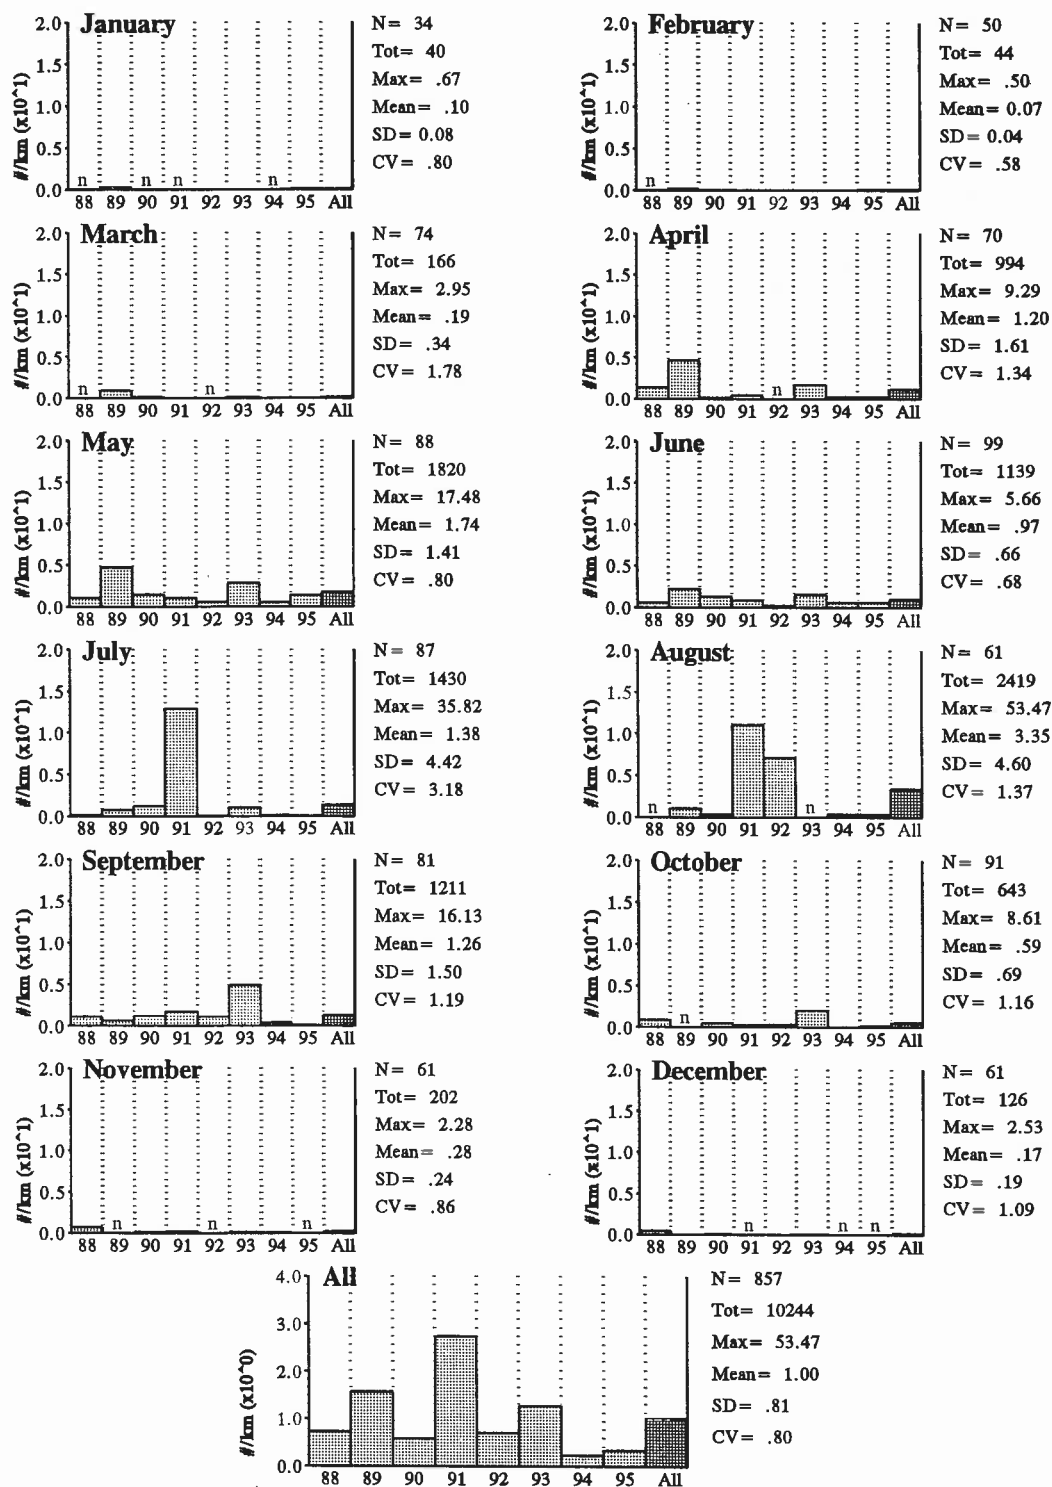 January
2.0
1.5
1.0
0.5
0.0
#/km (x10^1)
n n n n
88 89 90 91 92 93 94 95 All
N= 34
Tot= 40
Max= .67
Mean= .10
SD= 0.08
CV= .80
February
2.0
1.5
1.0
0.5
0.0
#/km (x10^1)
n
88 89 90 91 92 93 94 95 All
N= 50
Tot= 44
Max= .50
Mean= 0.07
SD= 0.04
CV= .58
March
2.0
1.5
1.0
0.5
0.0
#/km (x10^1)
n n
88 89 90 91 92 93 94 95 All
N= 74
Tot= 166
Max= 2.95
Mean= .19
SD= .34
CV= 1.78
April
2.0
1.5
1.0
0.5
0.0
#/km (x10^1)
n
88 89 90 91 92 93 94 95 All
N= 70
Tot= 994
Max= 9.29
Mean= 1.20
SD= 1.61
CV= 1.34
May
2.0
1.5
1.0
0.5
0.0
#/km (x10^1)
88 89 90 91 92 93 94 95 All
N= 88
Tot= 1820
Max= 17.48
Mean= 1.74
SD= 1.41
CV= .80
June
2.0
1.5
1.0
0.5
0.0
#/km (x10^1)
88 89 90 91 92 93 94 95 All
N= 99
Tot= 1139
Max= 5.66
Mean= .97
SD= .66
CV= .68
July
2.0
1.5
1.0
0.5
0.0
#/km (x10^1)
88 89 90 91 92 93 94 95 All
N= 87
Tot= 1430
Max= 35.82
Mean= 1.38
SD= 4.42
CV= 3.18
August
2.0
1.5
1.0
0.5
0.0
#/km (x10^1)
n n
88 89 90 91 92 93 94 95 All
N= 61
Tot= 2419
Max= 53.47
Mean= 3.35
SD= 4.60
CV= 1.37
September
2.0
1.5
1.0
0.5
0.0
#/km (x10^1)
88 89 90 91 92 93 94 95 All
N= 81
Tot= 1211
Max= 16.13
Mean= 1.26
SD= 1.50
CV= 1.19
October
2.0
1.5
1.0
0.5
0.0
#/km (x10^1)
n
88 89 90 91 92 93 94 95 All
N= 91
Tot= 643
Max= 8.61
Mean= .59
SD= .69
CV= 1.16
November
2.0
1.5
1.0
0.5
0.0
#/km (x10^1)
n n n
88 89 90 91 92 93 94 95 All
N= 61
Tot= 202
Max= 2.28
Mean= .28
SD= .24
CV= .86
December
2.0
1.5
1.0
0.5
0.0
#/km (x10^1)
n n n
88 89 90 91 92 93 94 95 All
N= 61
Tot= 126
Max= 2.53
Mean= .17
SD= .19
CV= 1.09
All
4.0
3.0
2.0
1.0
0.0
#/km (x10^0)
88 89 90 91 92 93 94 95 All
N= 857
Tot= 10244
Max= 53.47
Mean= 1.00
SD= .81
CV= .80